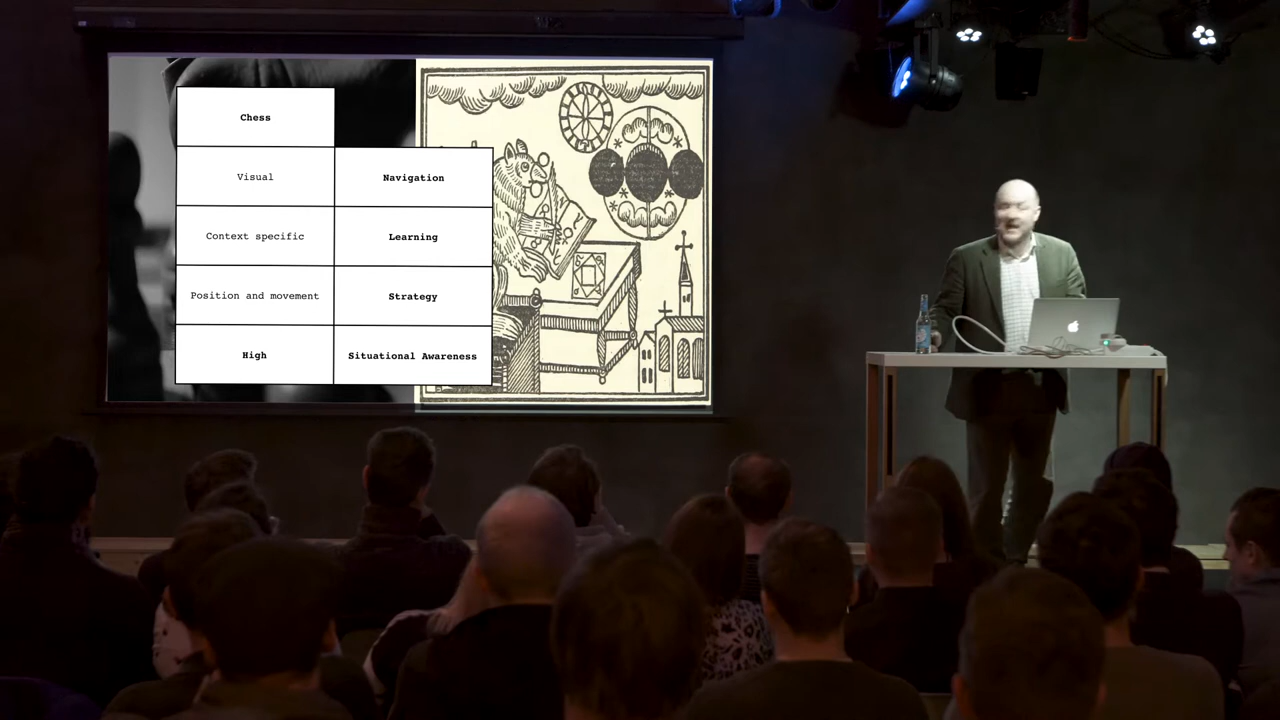 Chess
Visual
Navigation
Context specific
Learning
Position and movement
Strategy
High
Situational Awareness